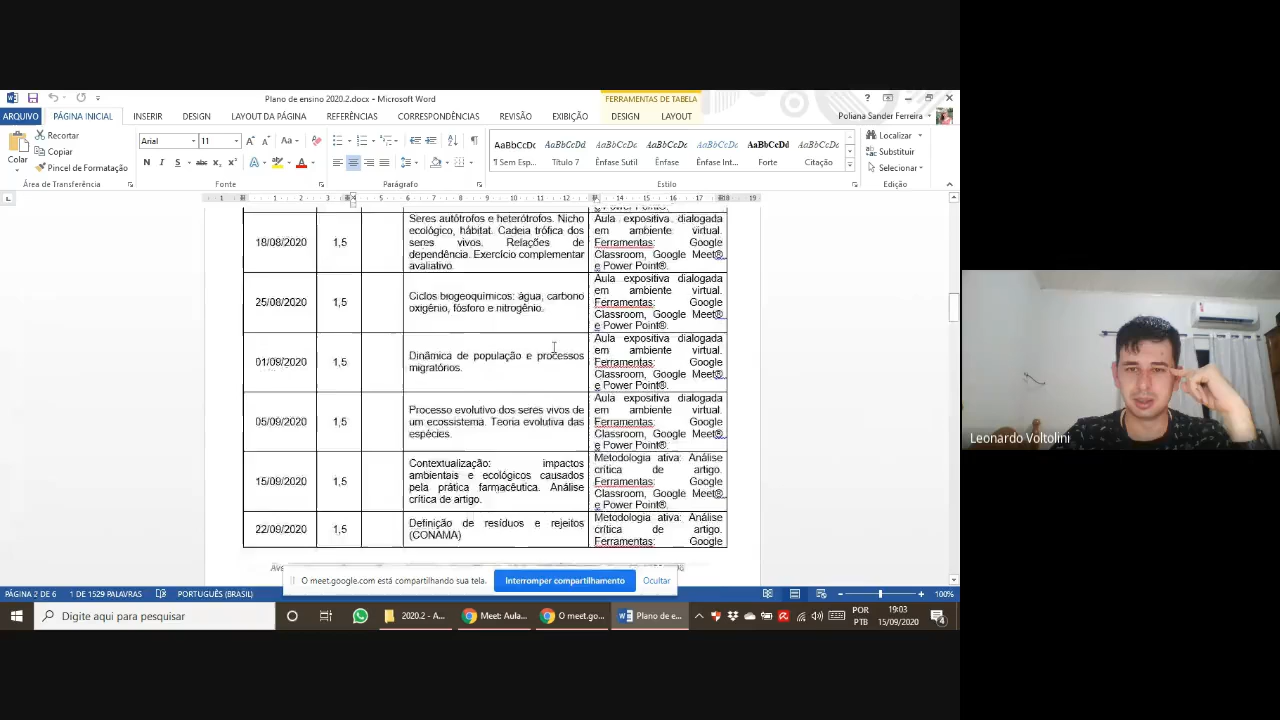 Plano de ensino 2020.2.docx - Microsoft Word
FERRAMENTAS DE TABELA
ARQUIVO
PÁGINA INICIAL
INSERIR
DESIGN
LAYOUT DA PÁGINA
REFERÊNCIAS
CORRESPONDÊNCIAS
REVISÃO
EXIBIÇÃO
DESIGN
LAYOUT
Poliana Sander Ferreira
Colar
Recortar
Copiar
Pincel de Formatação
Área de Transferência
Arial
11
N I S abc
Fonte
Parágrafo
AaBbCcDc AaBbCcDd AaBbCcDd AaBbCcDd AaBbCcDd AaBbCcDd AaBbCcDd
¶ Sem Esp... Título 7 Ênfase Sutil Ênfase Ênfase Int... Forte Citação
Estilo
Localizar
Substituir
Selecionar
Edição
18/08/2020
1,5
Seres autótrofos e heterótrofos. Nicho
ecológico, hábitat. Cadeia trófica dos
seres vivos. Relações de
dependência. Exercício complementar
avaliativo.
Aula expositiva dialogada
em ambiente virtual.
Ferramentas: Google
Classroom, Google Meet®
e Power Point®.
25/08/2020
1,5
Ciclos biogeoquímicos: água, carbono
oxigênio, fósforo e nitrogênio.
Aula expositiva dialogada
em ambiente virtual.
Ferramentas: Google
Classroom, Google Meet®
e Power Point®.
01/09/2020
1,5
Dinâmica de população e processos
migratórios.
Aula expositiva dialogada
em ambiente virtual.
Ferramentas: Google
Classroom, Google Meet®
e Power Point®.
05/09/2020
1,5
Processo evolutivo dos seres vivos de
um ecossistema. Teoria evolutiva das
espécies.
Aula expositiva dialogada
em ambiente virtual.
Ferramentas: Google
Classroom, Google Meet®
e Power Point®.
15/09/2020
1,5
Contextualização: impactos
ambientais e ecológicos causados
pela prática farmacêutica. Análise
crítica de artigo.
Metodologia ativa: Análise
crítica de artigo.
Ferramentas: Google
Classroom, Google Meet®
e Power Point®.
22/09/2020
1,5
Definição de resíduos e rejeitos
(CONAMA)
Metodologia ativa: Análise
crítica de artigo.
Ferramentas: Google
O meet.google.com está compartilhando sua tela.
Interromper compartilhamento
Ocultar
PÁGINA 2 DE 6
1 DE 1529 PALAVRAS
PORTUGUÊS (BRASIL)
100%
Digite aqui para pesquisar
2020.2 - A...
Meet: Aula...
O meet.go...
Plano de e...
POR
PTB
19:03
15/09/2020
4
Leonardo Voltolini